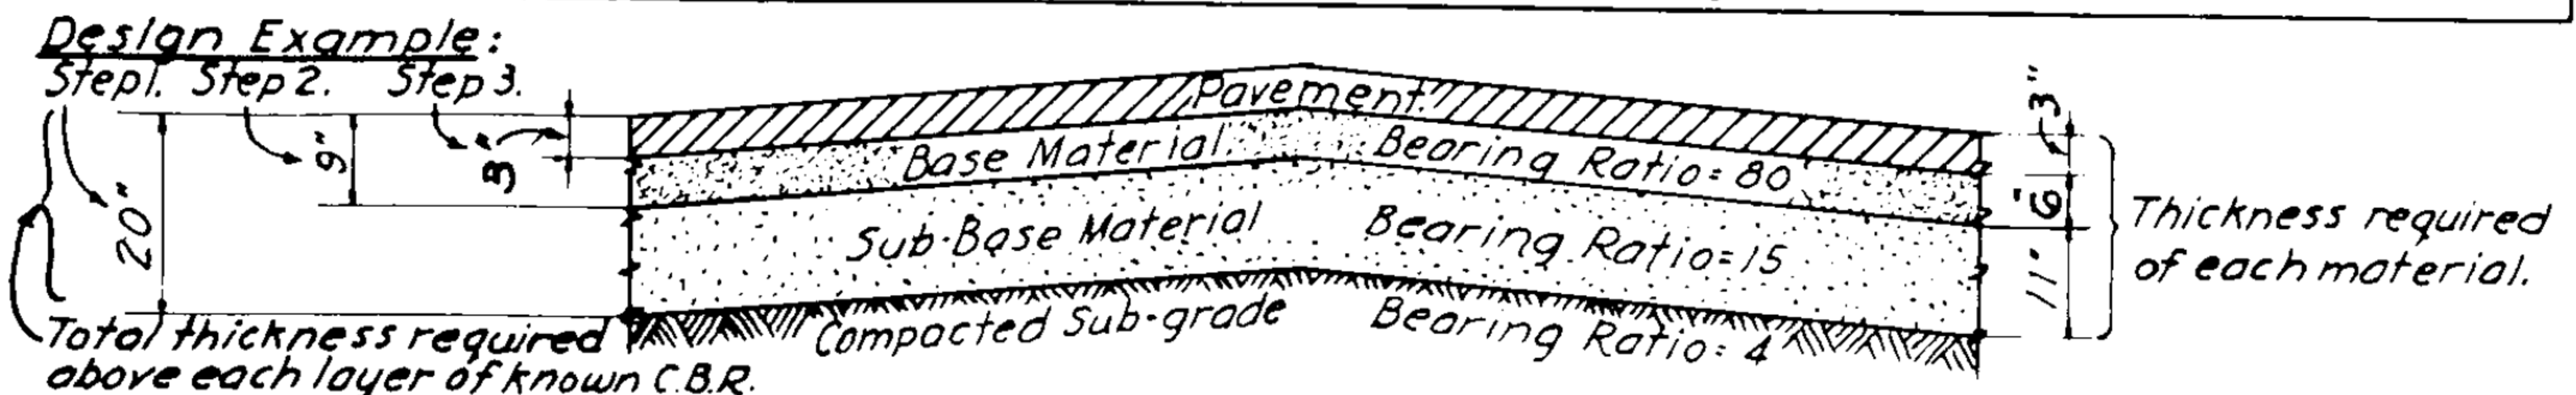 Design Example:
Step 1. Step 2. Step 3.
20"
9"
3"
Pavement
Base Material Bearing Ratio = 80
Sub-Base Material Bearing Ratio = 15
Compacted Sub-grade Bearing Ratio = 4
3"
6"
11"
Thickness required
of each material.
Total thickness required
above each layer of known C.B.R.